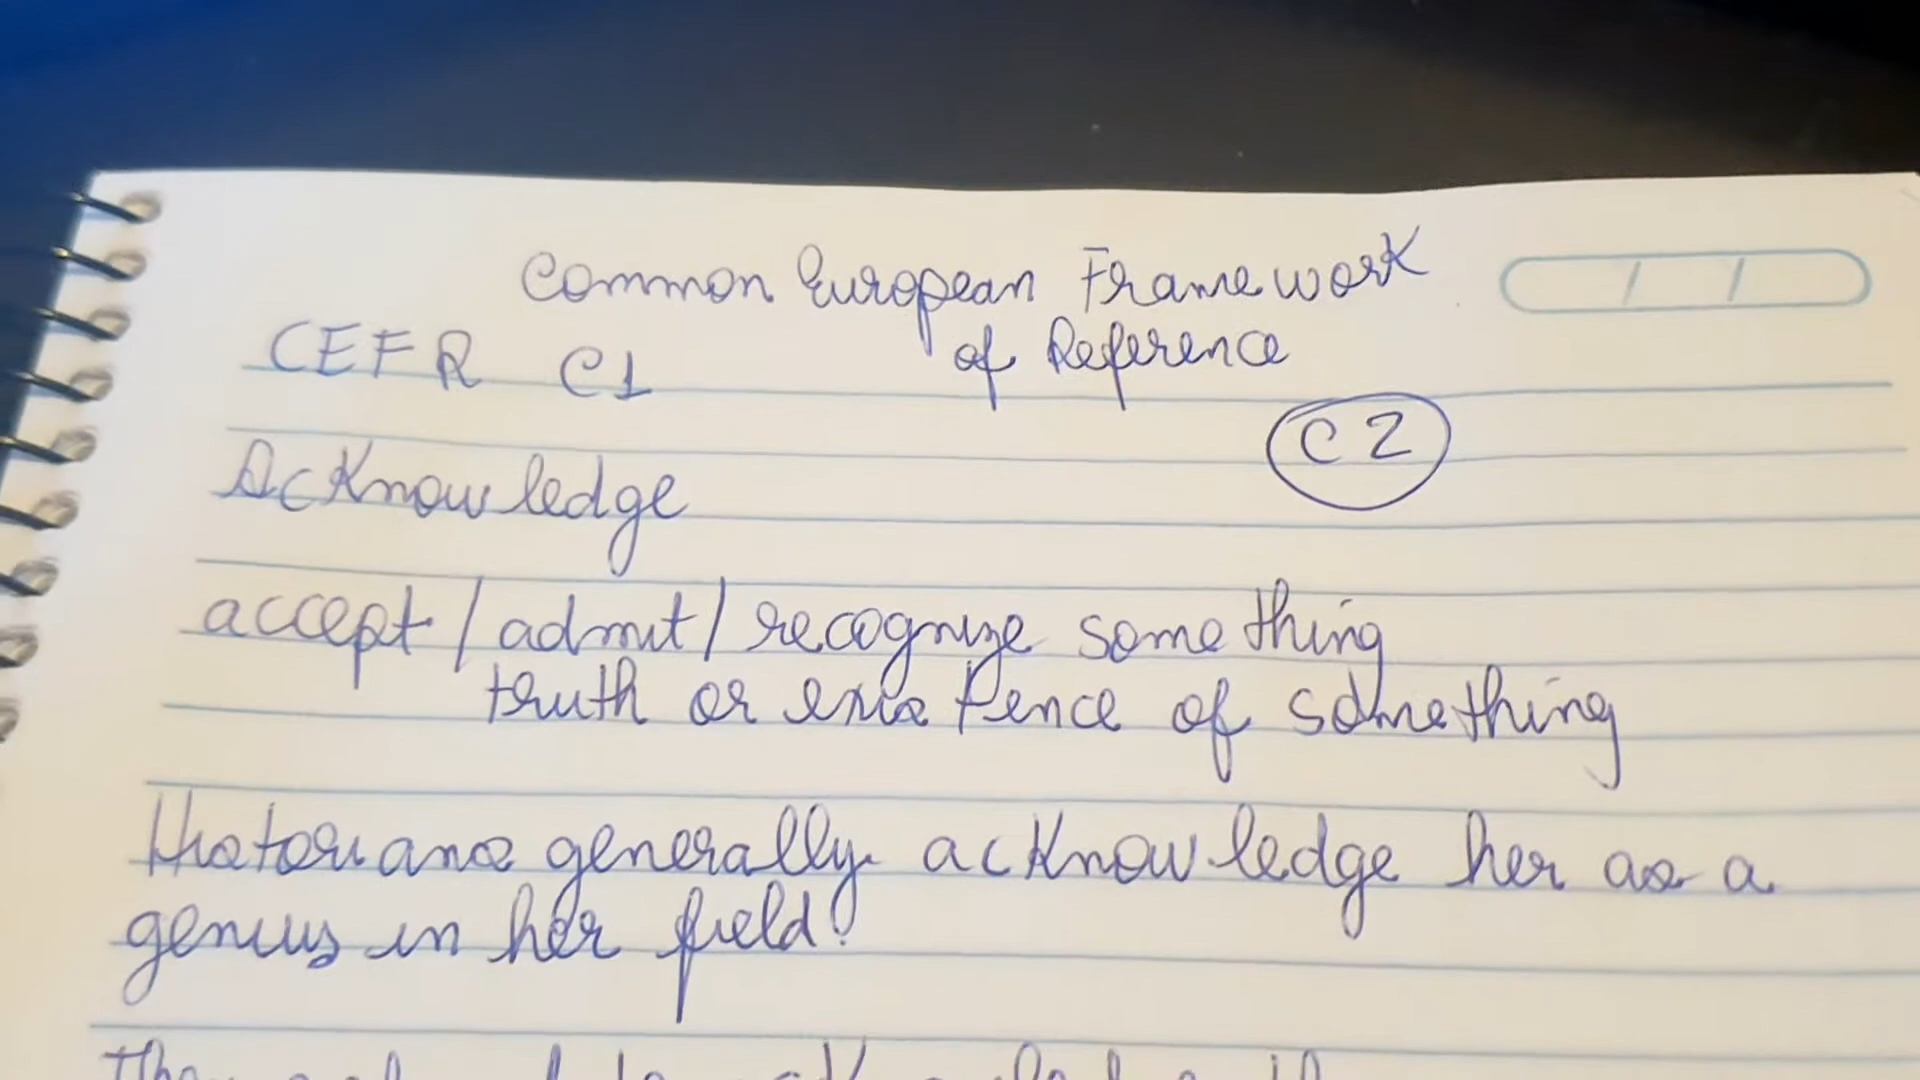 Common European Framework
of Reference
CEFR C1
C2
Acknowledge
accept/admit/recognize something
truth or existence of something
Historians generally acknowledge her as a
genius in her field!